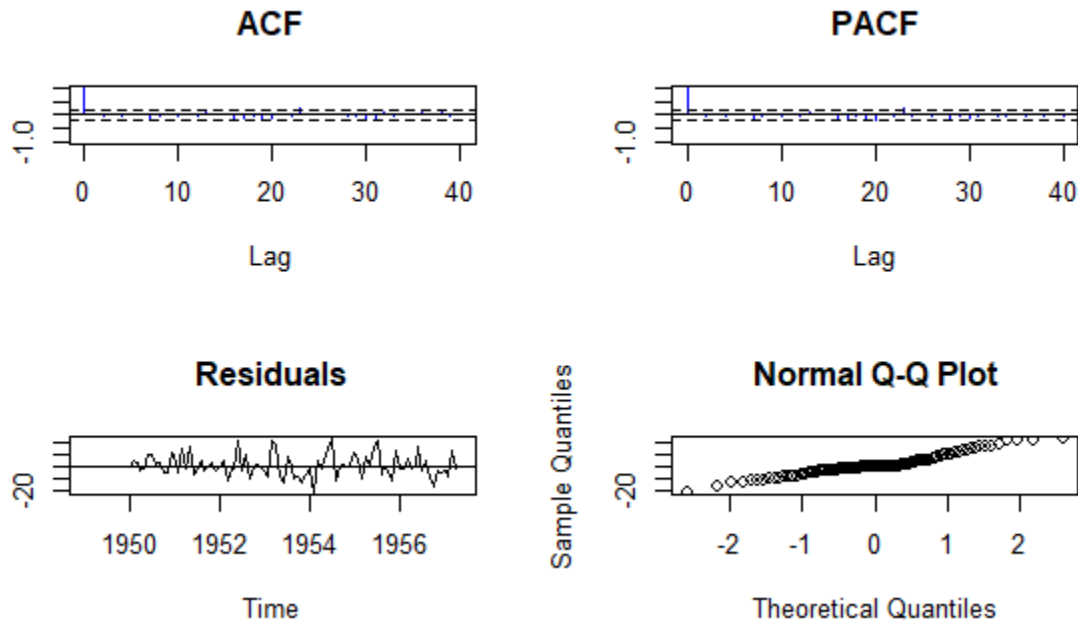 ACF
-1.0
0 10 20 30 40
Lag
PACF
-1.0
0 10 20 30 40
Lag
Residuals
-20
1950 1952 1954 1956
Time
Normal Q-Q Plot
Sample Quantiles
-20
-2 -1 0 1 2
Theoretical Quantiles